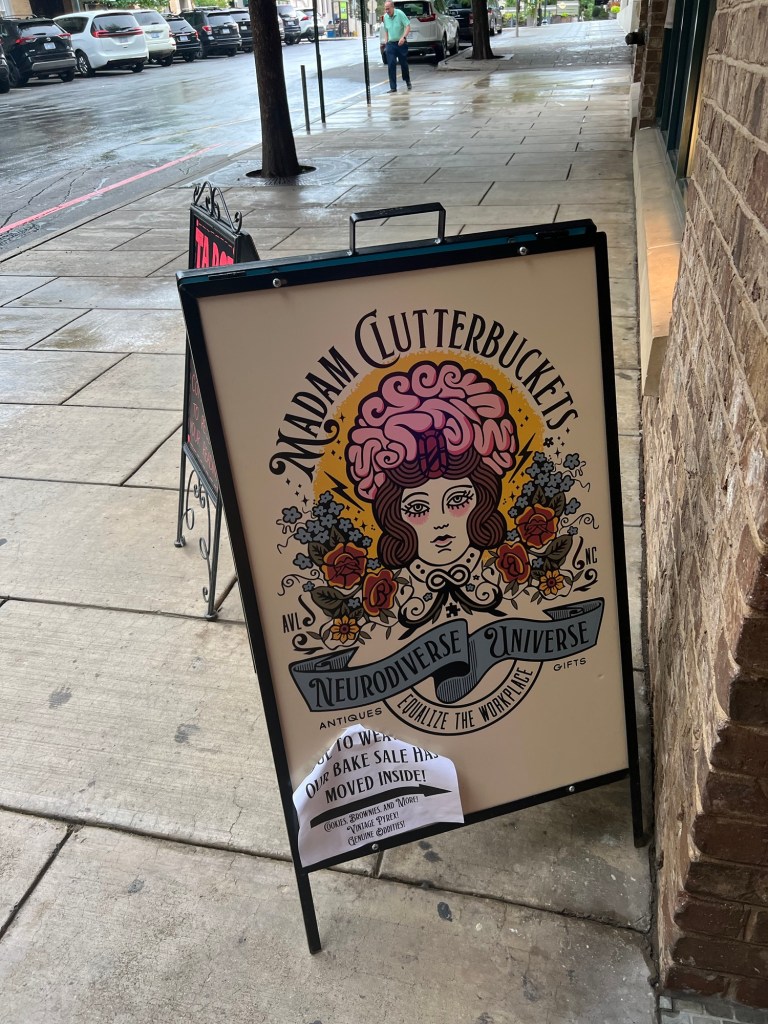 MADAM CLUTTERBUCKETS
AVL
NC
NEURODIVERSE UNIVERSE
ANTIQUES
GIFTS
EQUALIZE THE WORKPLACE
TO
OUR BAKE SALE HAS
MOVED INSIDE!
COOKIES, BROWNIES, AND MORE!
VINTAGE PYREX!
GENUINE ODDITIES!